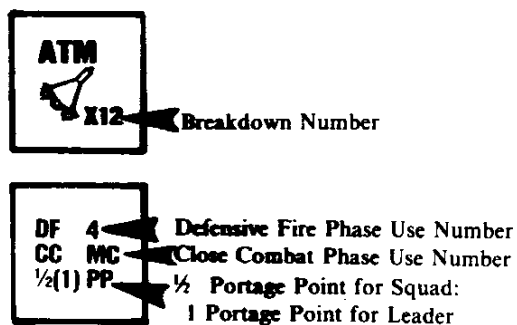 ATM
X12 Breakdown Number
DF 4 Defensive Fire Phase Use Number
CC MC Close Combat Phase Use Number
½(1) PP ½ Portage Point for Squad:
1 Portage Point for Leader